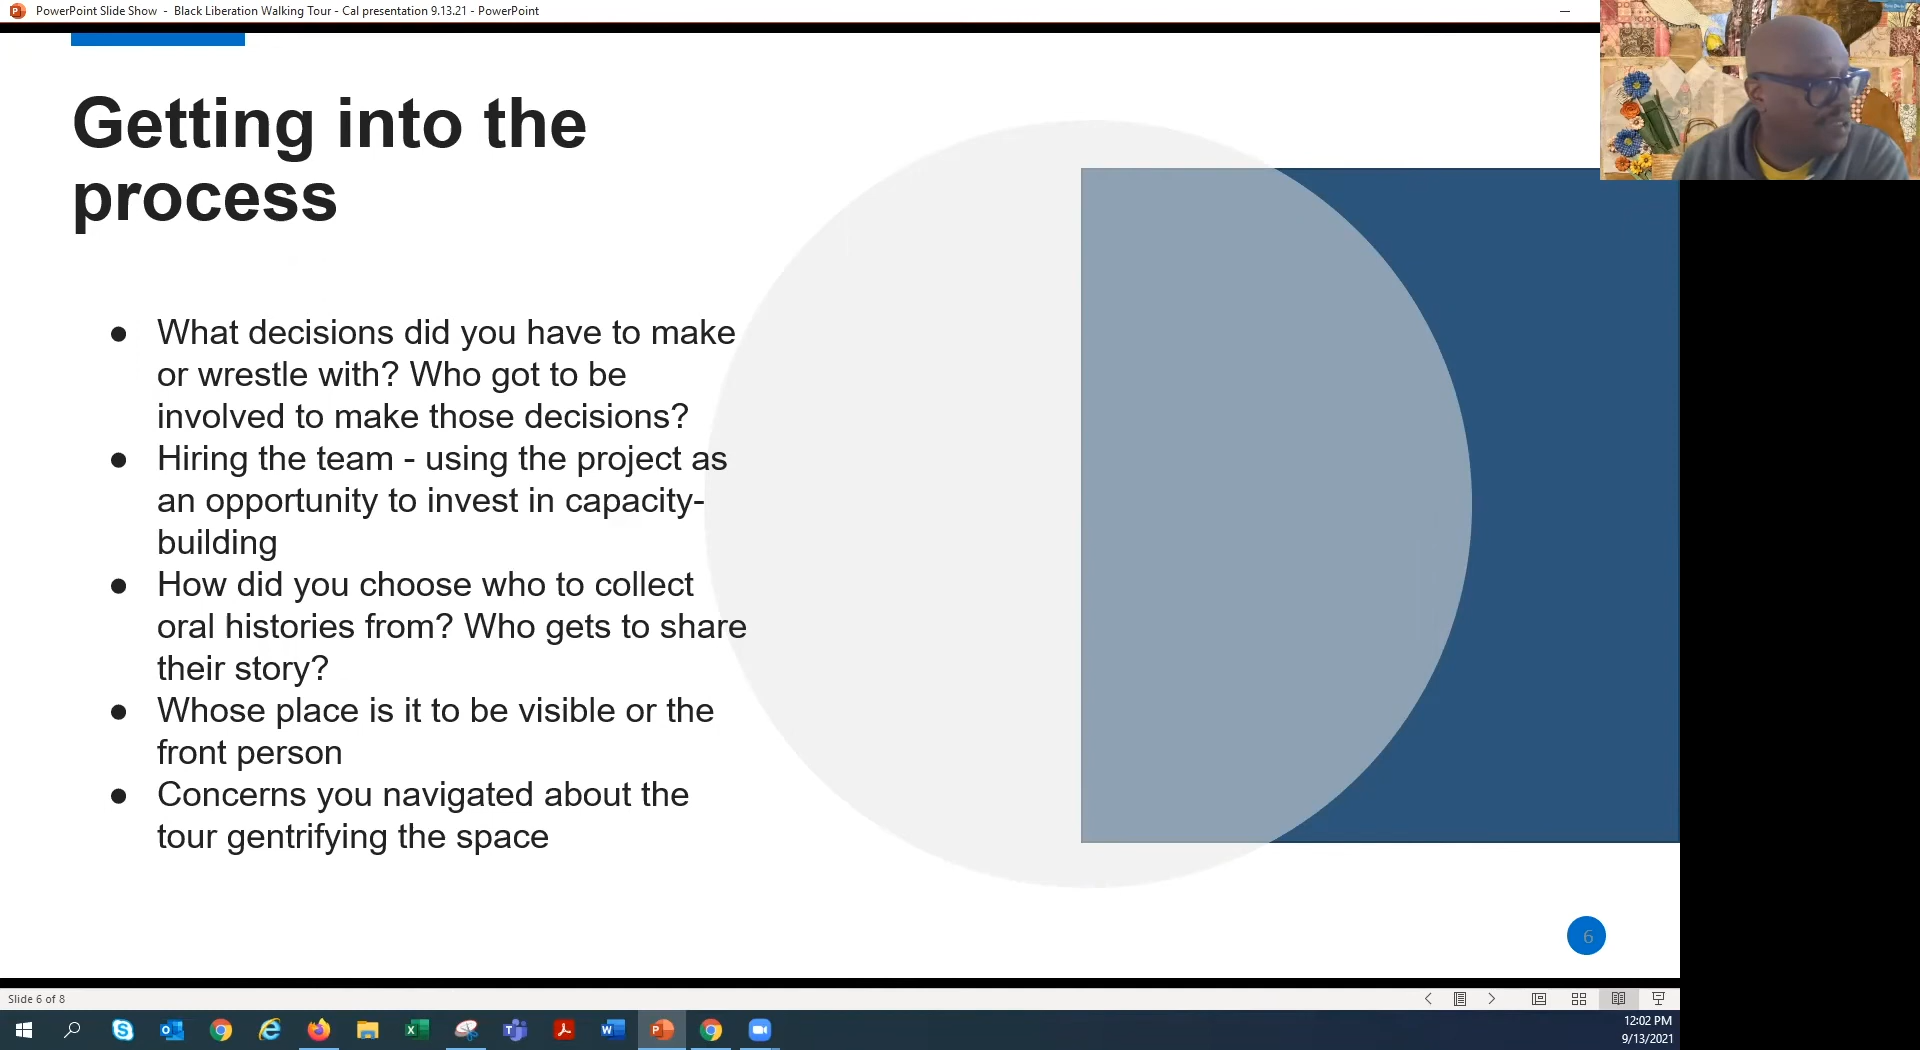 PowerPoint Slide Show - Black Liberation Walking Tour - Cal presentation 9.13.21 - PowerPoint
Getting into the
process
● What decisions did you have to make
or wrestle with? Who got to be
involved to make those decisions?
● Hiring the team - using the project as
an opportunity to invest in capacity-
building
● How did you choose who to collect
oral histories from? Who gets to share
their story?
● Whose place is it to be visible or the
front person
● Concerns you navigated about the
tour gentrifying the space
6
Slide 6 of 8
12:02 PM
9/13/2021